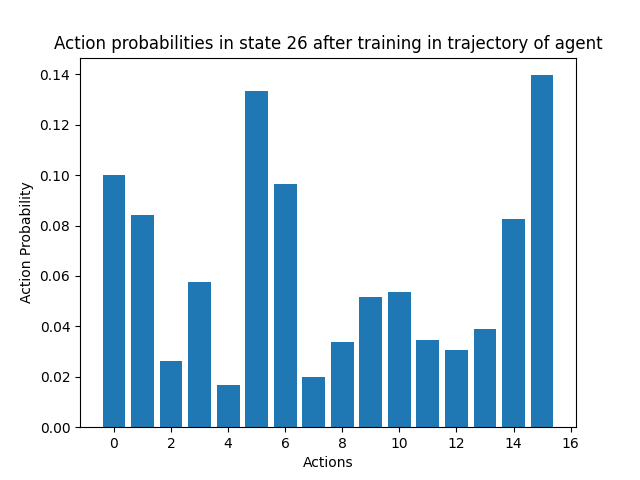 Action probabilities in state 26 after training in trajectory of agent
0.14
0.12
0.10
0.08
0.06
0.04
0.02
0.00
Action Probability
0 2 4 6 8 10 12 14 16
Actions